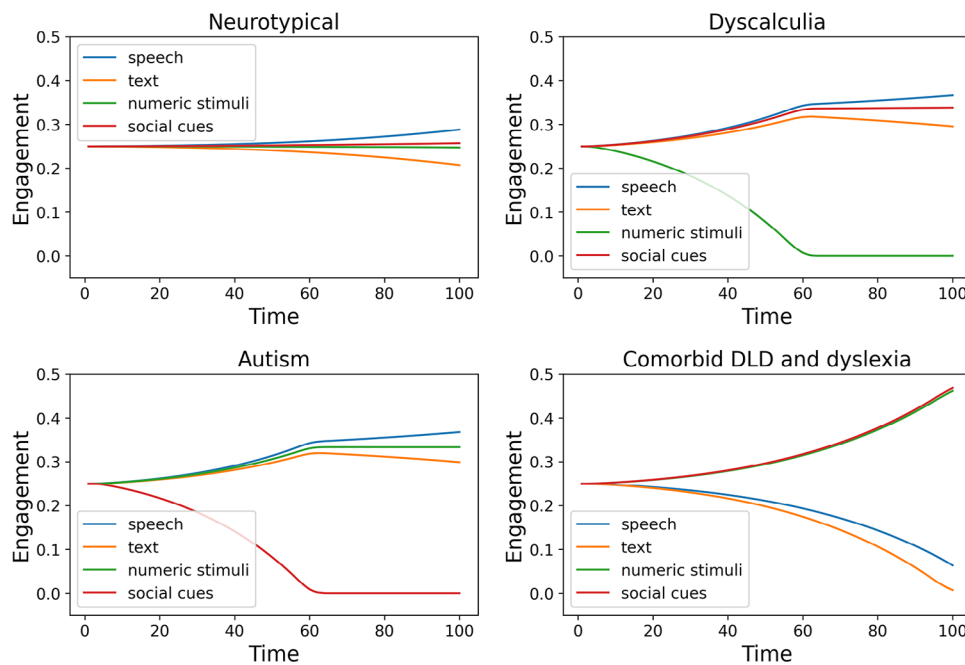 Neurotypical
0.5
0.4
0.3
0.2
0.1
0.0
Engagement
speech
text
numeric stimuli
social cues
0 20 40 60 80 100
Time
Dyscalculia
0.5
0.4
0.3
0.2
0.1
0.0
Engagement
speech
text
numeric stimuli
social cues
0 20 40 60 80 100
Time
Autism
0.5
0.4
0.3
0.2
0.1
0.0
Engagement
speech
text
numeric stimuli
social cues
0 20 40 60 80 100
Time
Comorbid DLD and dyslexia
0.5
0.4
0.3
0.2
0.1
0.0
Engagement
speech
text
numeric stimuli
social cues
0 20 40 60 80 100
Time